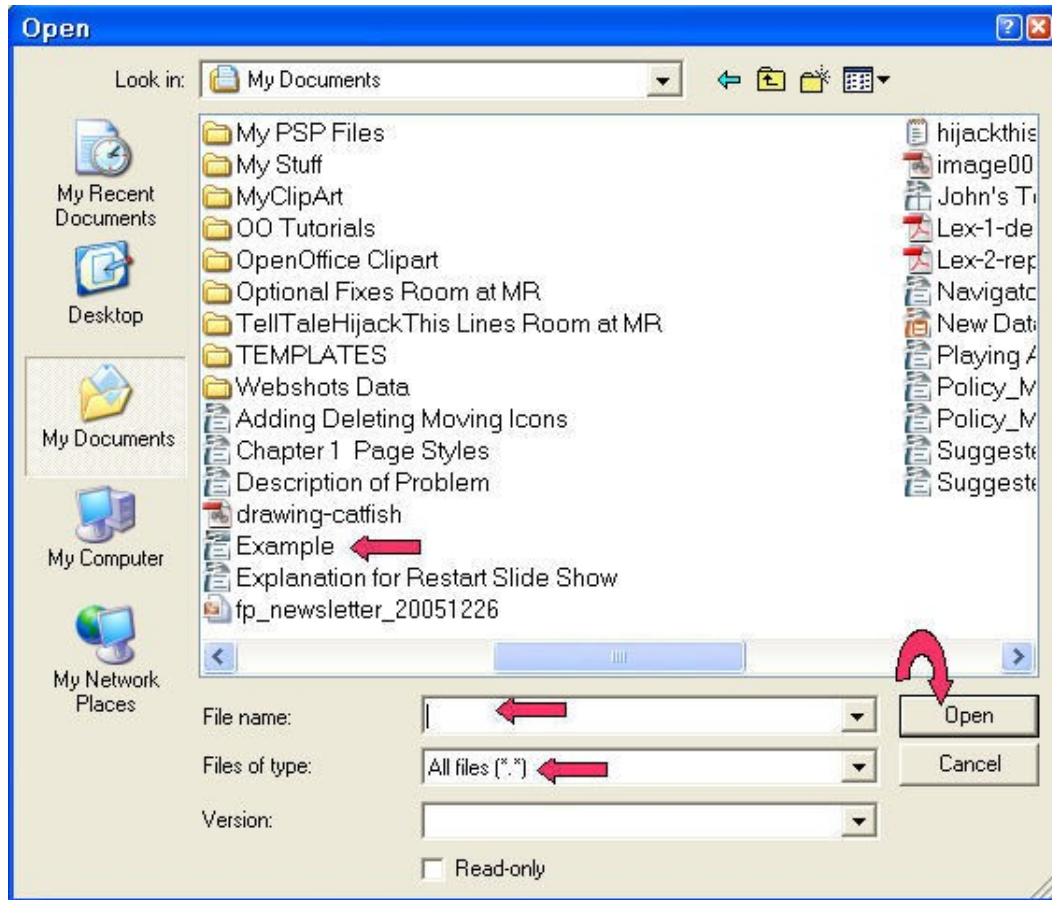 Open
Look in:
My Documents
My Recent
Documents
Desktop
My Documents
My Computer
My Network
Places
My PSP Files
My Stuff
MyClipArt
OO Tutorials
OpenOffice Clipart
Optional Fixes Room at MR
TellTaleHijackThis Lines Room at MR
TEMPLATES
Webshots Data
Adding Deleting Moving Icons
Chapter 1 Page Styles
Description of Problem
drawing-catfish
Example
Explanation for Restart Slide Show
fp_newsletter_20051226
hijackthis
image00
John's T
Lex-1-de
Lex-2-rep
Navigato
New Dat
Playing A
Policy_M
Policy_M
Suggeste
Suggeste
File name:
Open
Files of type:
All files (*.*)
Cancel
Version:
Read-only